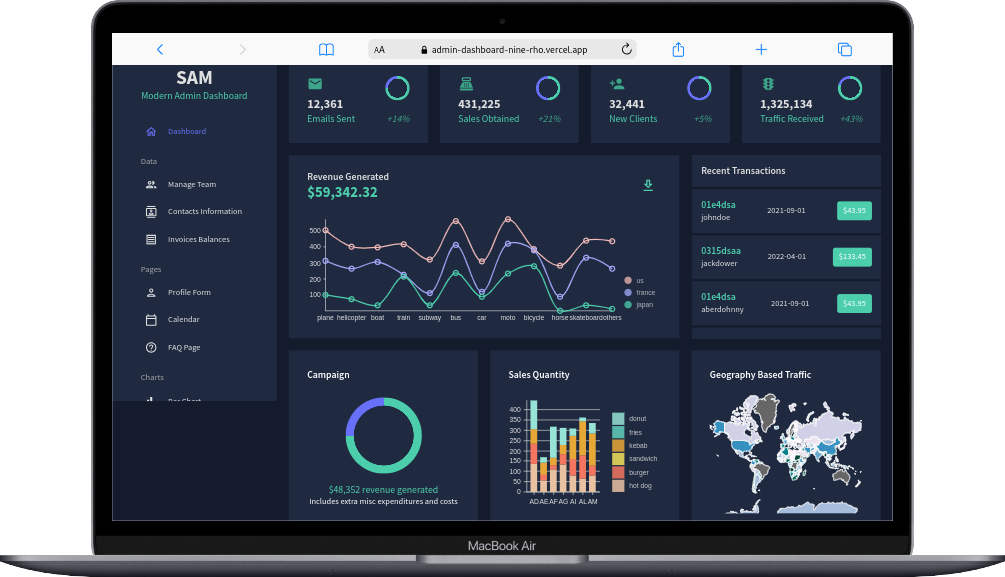 AA admin-dashboard-nine-rho.vercel.app
SAM
Modern Admin Dashboard
Dashboard
Data
Manage Team
Contacts Information
Invoices Balances
Pages
Profile Form
Calendar
FAQ Page
Charts
Bar Chart
12,361
Emails Sent +14%
431,225
Sales Obtained +21%
32,441
New Clients +5%
1,325,134
Traffic Received +43%
Revenue Generated
$59,342.32
500
400
300
200
100
plane helicopter boat train subway bus car moto bicycle horse skateboard others
us
france
japan
Recent Transactions
01e4dsa
johndoe
2021-09-01
$43.95
0315dsaa
jackdower
2022-04-01
$133.45
01e4dsa
aberdohnny
2021-09-01
$43.95
Campaign
$48,352 revenue generated
Includes extra misc expenditures and costs
Sales Quantity
400
350
300
250
200
150
100
50
0
AD AE AF AG AI AL AM
donut
fries
kebab
sandwich
burger
hot dog
Geography Based Traffic
MacBook Air